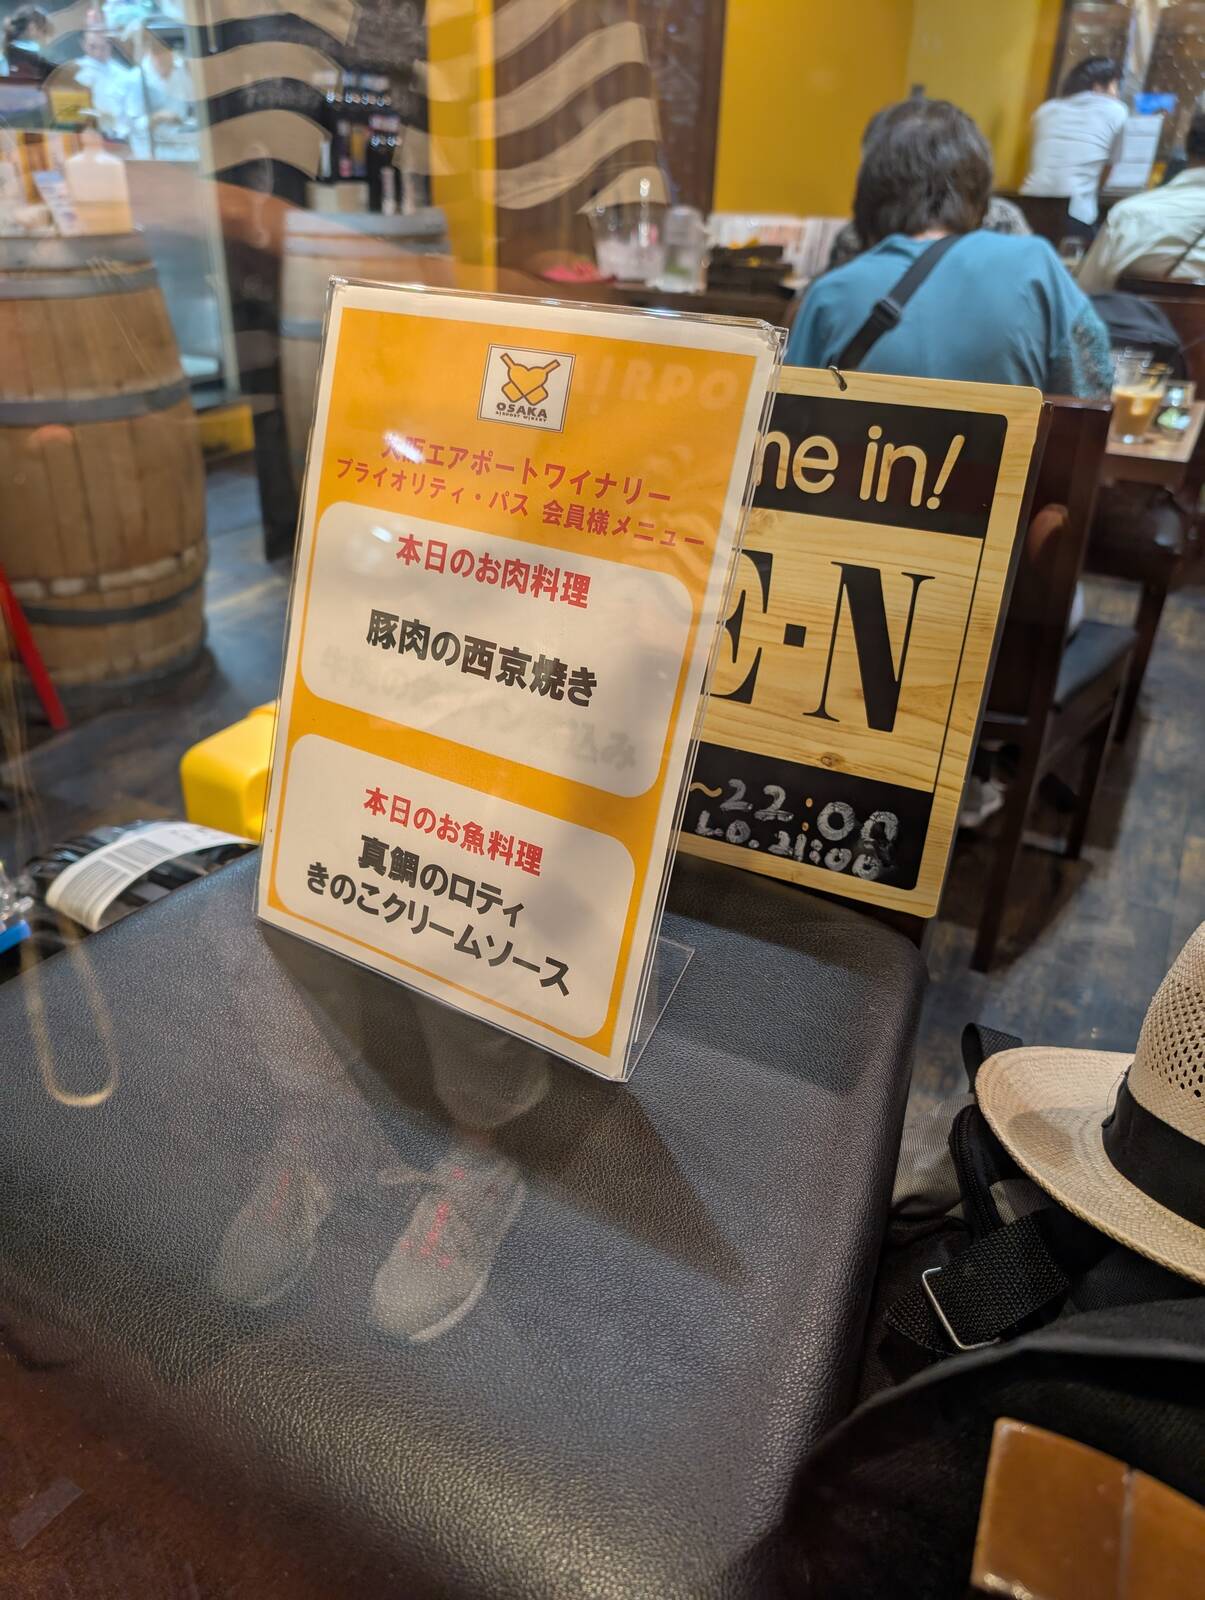 OSAKA
AIRPORT WINERY
大阪エアポートワイナリー
プライオリティ・パス 会員様メニュー
本日のお肉料理
豚肉の西京焼き
本日のお魚料理
真鯛のロティ
きのこクリームソース
me in!
E·N
~22:00
L.O. 21:00